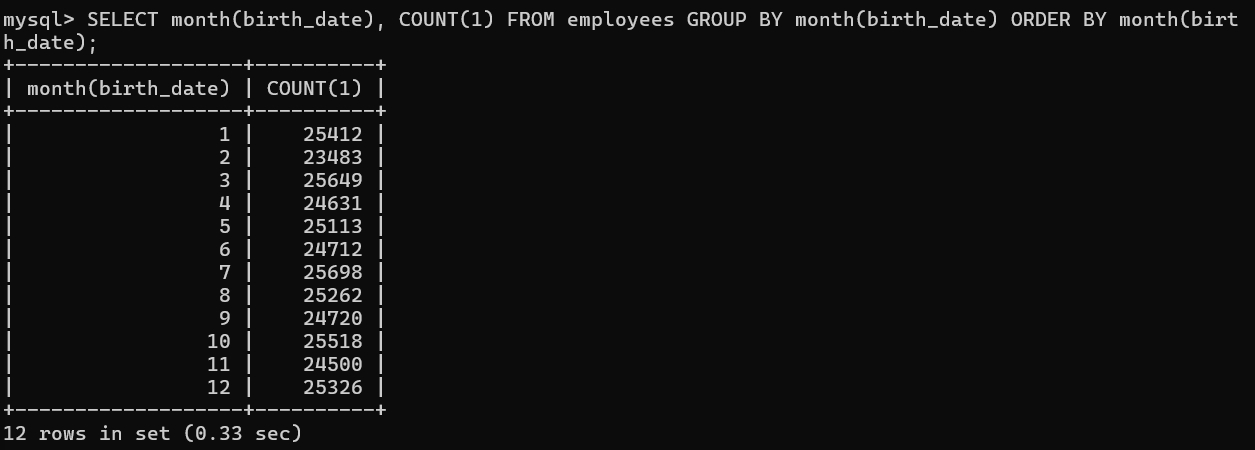 mysql> SELECT month(birth_date), COUNT(1) FROM employees GROUP BY month(birth_date) ORDER BY month(birt
h_date);
+-------------------+----------+
| month(birth_date) | COUNT(1) |
+-------------------+----------+
|                 1 |    25412 |
|                 2 |    23483 |
|                 3 |    25649 |
|                 4 |    24631 |
|                 5 |    25113 |
|                 6 |    24712 |
|                 7 |    25698 |
|                 8 |    25262 |
|                 9 |    24720 |
|                10 |    25518 |
|                11 |    24500 |
|                12 |    25326 |
+-------------------+----------+
12 rows in set (0.33 sec)